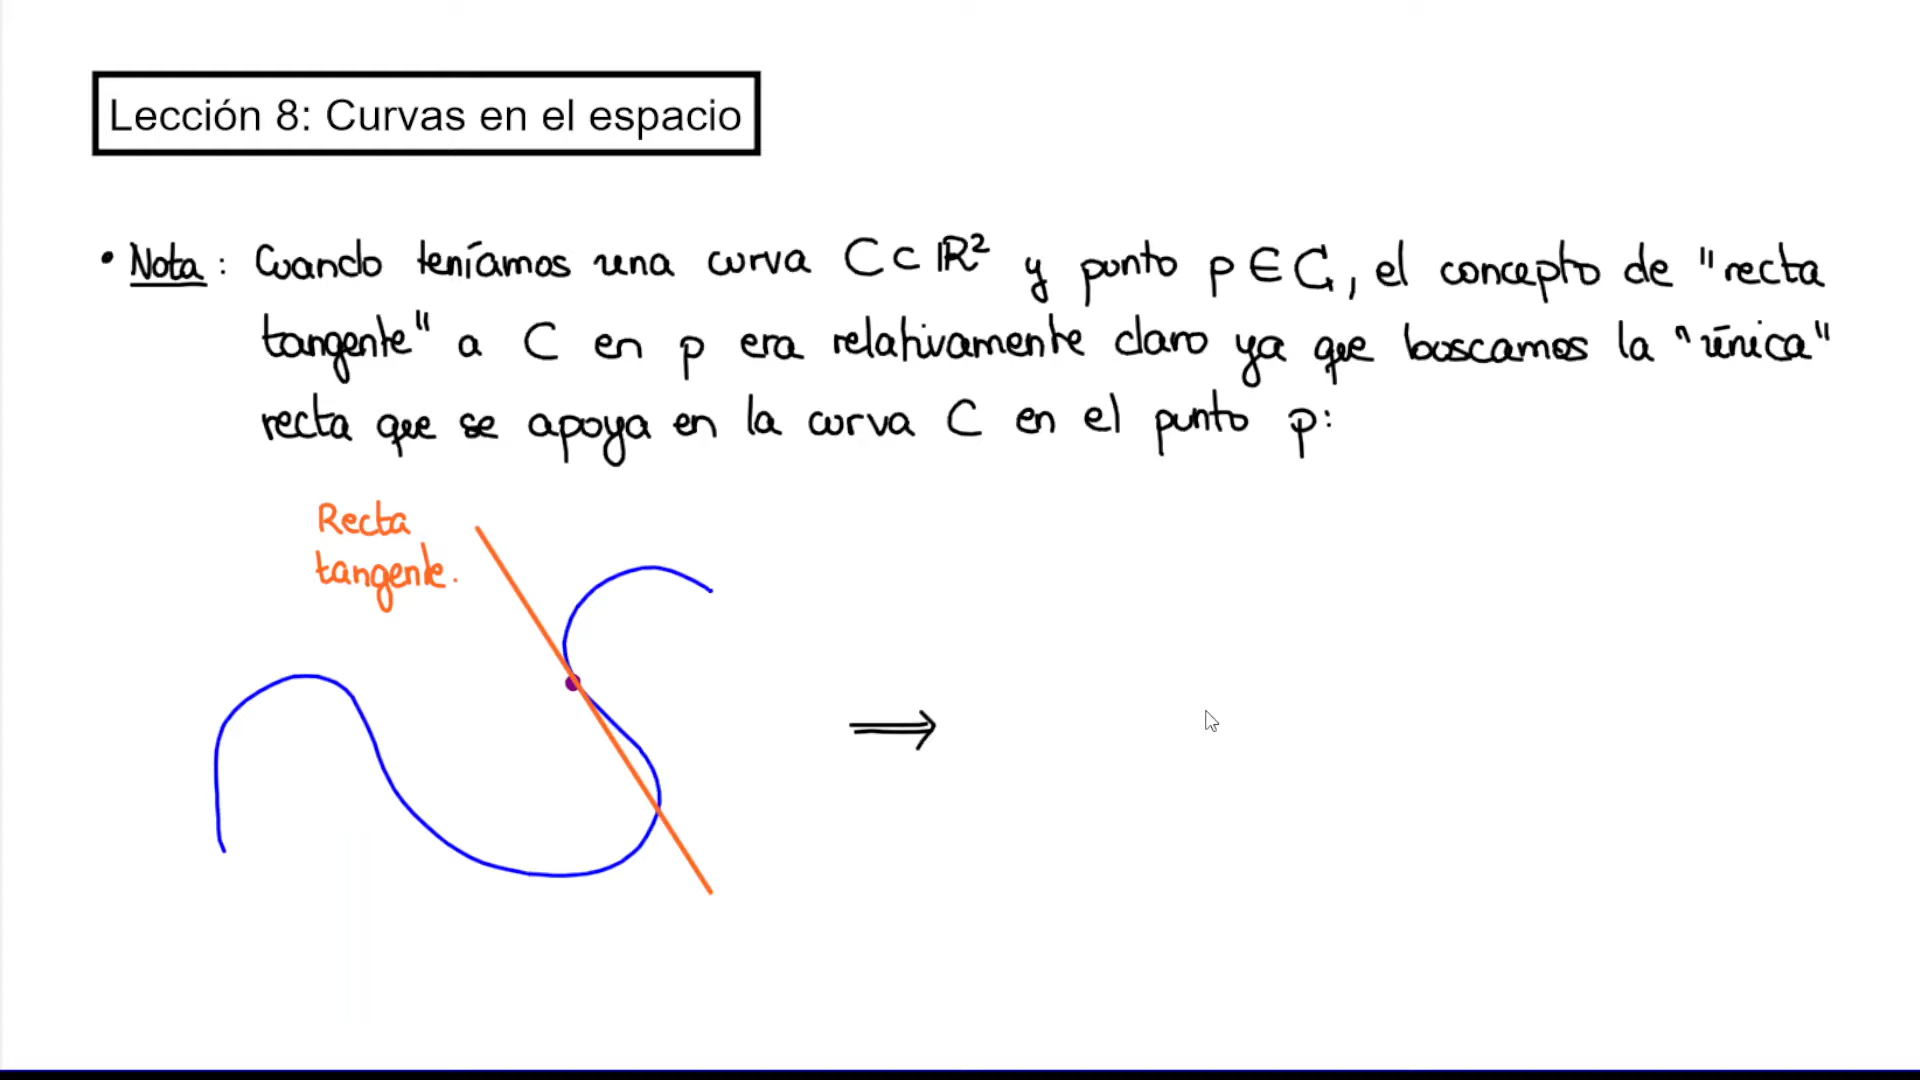 Lección 8: Curvas en el espacio
• Nota: Cuando teníamos una curva C ⊂ ℝ² y punto p ∈ C, el concepto de "recta
tangente" a C en p era relativamente claro ya que buscamos la "única"
recta que se apoya en la curva C en el punto p:
Recta
tangente.
⟹